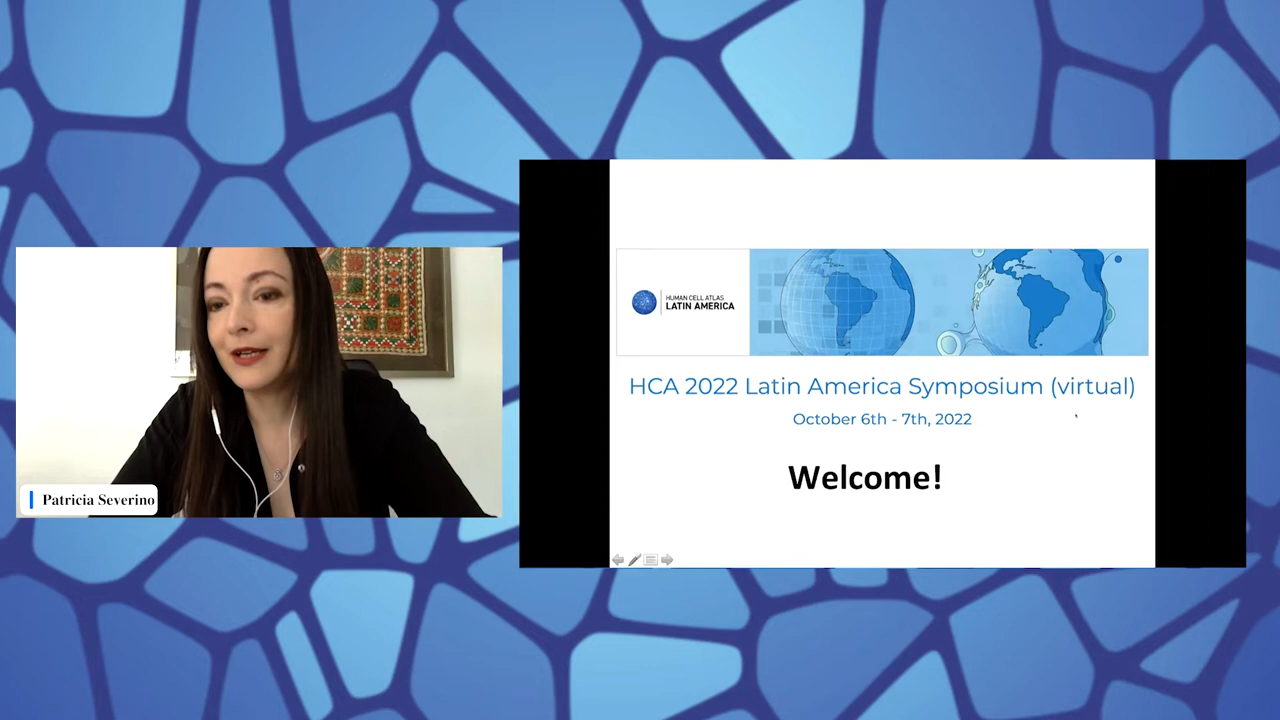 Patricia Severino
HUMAN CELL ATLAS
LATIN AMERICA
HCA 2022 Latin America Symposium (virtual)
October 6th - 7th, 2022
Welcome!